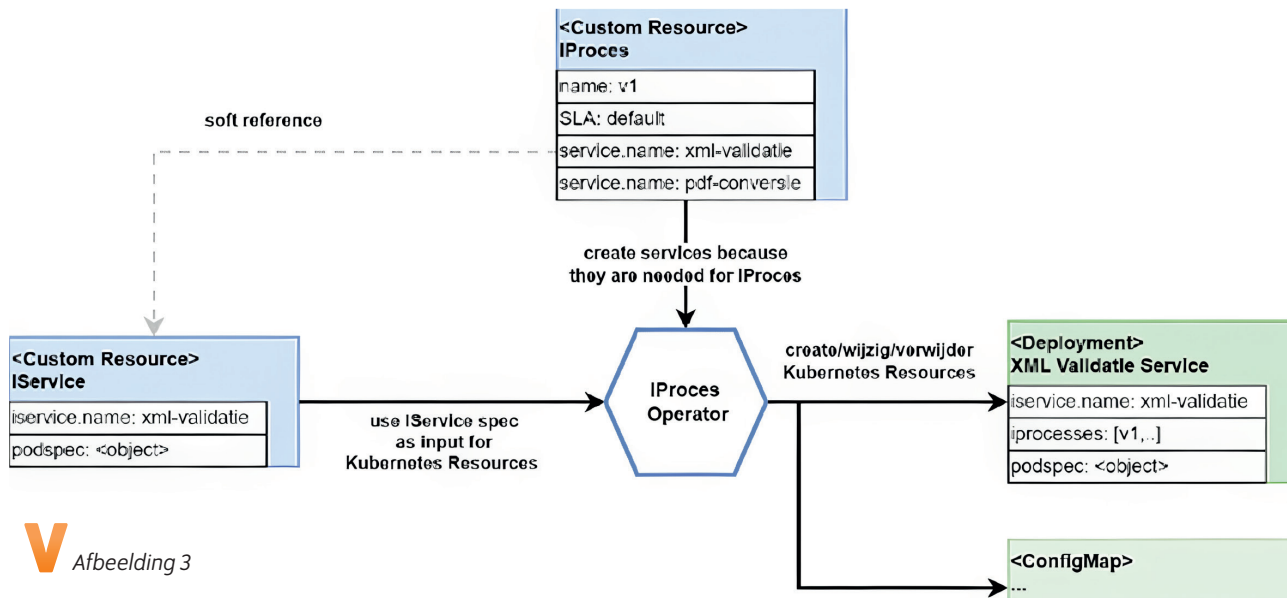 <Custom Resource>
IProces
name: v1
SLA: default
service.name: xml-validatie
service.name: pdf-conversie
soft reference
create services because
they are needed for IProces
<Custom Resource>
IService
iservice.name: xml-validatie
podspec: <object>
use IService spec
as input for
Kubernetes Resources
IProces
Operator
create/wijzig/verwijder
Kubernetes Resources
<Deployment>
XML Validatie Service
iservice.name: xml-validatie
iprocesses: [v1,..]
podspec: <object>
<ConfigMap>
...
V Afbeelding 3